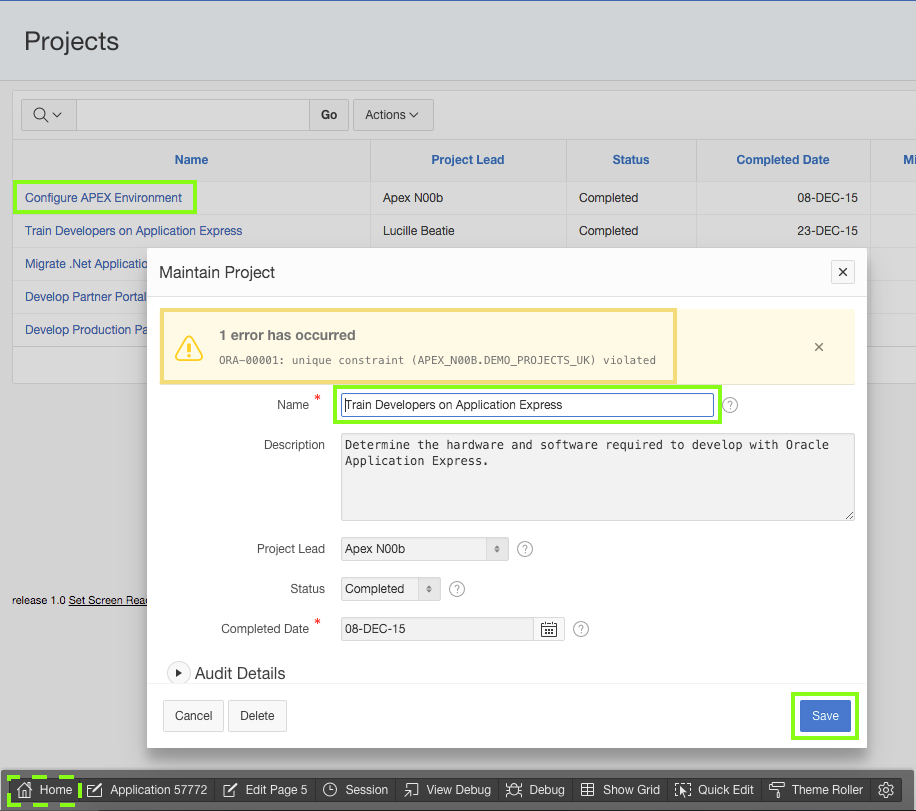 Projects
Go
Actions
Name Project Lead Status Completed Date Mi
Configure APEX Environment Apex N00b Completed 08-DEC-15
Train Developers on Application Express Lucille Beatie Completed 23-DEC-15
Migrate .Net Applicatio
Develop Partner Portal
Develop Production Pa
Maintain Project
1 error has occurred
ORA-00001: unique constraint (APEX_N00B.DEMO_PROJECTS_UK) violated
Name * Train Developers on Application Express ?
Description Determine the hardware and software required to develop with Oracle
Application Express.
Project Lead Apex N00b ?
Status Completed ?
Completed Date * 08-DEC-15 ?
release 1.0 Set Screen Rea
Audit Details
Cancel Delete Save
Home Application 57772 Edit Page 5 Session View Debug Debug Show Grid Quick Edit Theme Roller